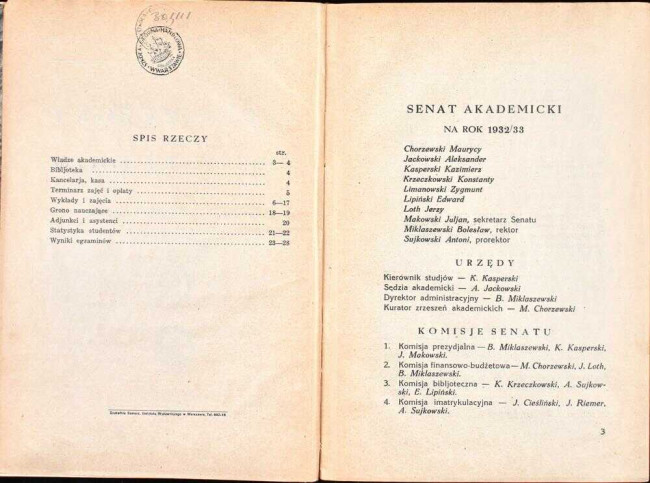 SPIS RZECZY
str.
Władze akademickie 3— 4
Bibljoteka 4
Kancelarja, kasa 4
Terminarz zajęć i opłaty 5
Wykłady i zajęcia 6—17
Grono nauczające 18—19
Adjunkci i asystenci 20
Statystyka studentów 21—22
Wyniki egzaminów
SENAT AKADEMICKI
NA ROK 1932/33
Chorzewski Maurycy
Jackowski Aleksander
Kasperski Kazimierz
Krzeczkowski Konstanty
Limanowski Zygmunt
Lipiński Edward
Loth Jerzy
Makowski Juljan, sekretarz Senatu
Miklaszewski Bolesław, rektor
Sujkowski Antoni, prorektor
URZĘDY
Kierownik studjów — K. Kasperski
Sędzia akademicki — A. Jackowski
Dyrektor administracyjny — B. Miklaszewski
Kurator zrzeszeń akademickich — M. Chorzewski
KOMISJE SENATU
1. Komisja prezydjalna — B. Miklaszewski, K. Kasperski,
J. Makowski.
2. Komisja finansowo-budżetowa — M. Chorzewski, J. Loth,
B. Miklaszewski.
3. Komisja bibljoteczna — K. Krzeczkowski, A. Sujkow-
ski, E. Lipiński.
4. Komisja imatrykulacyjna — J. Cieśliński, J. Riemer,
A. Sujkowski.
3